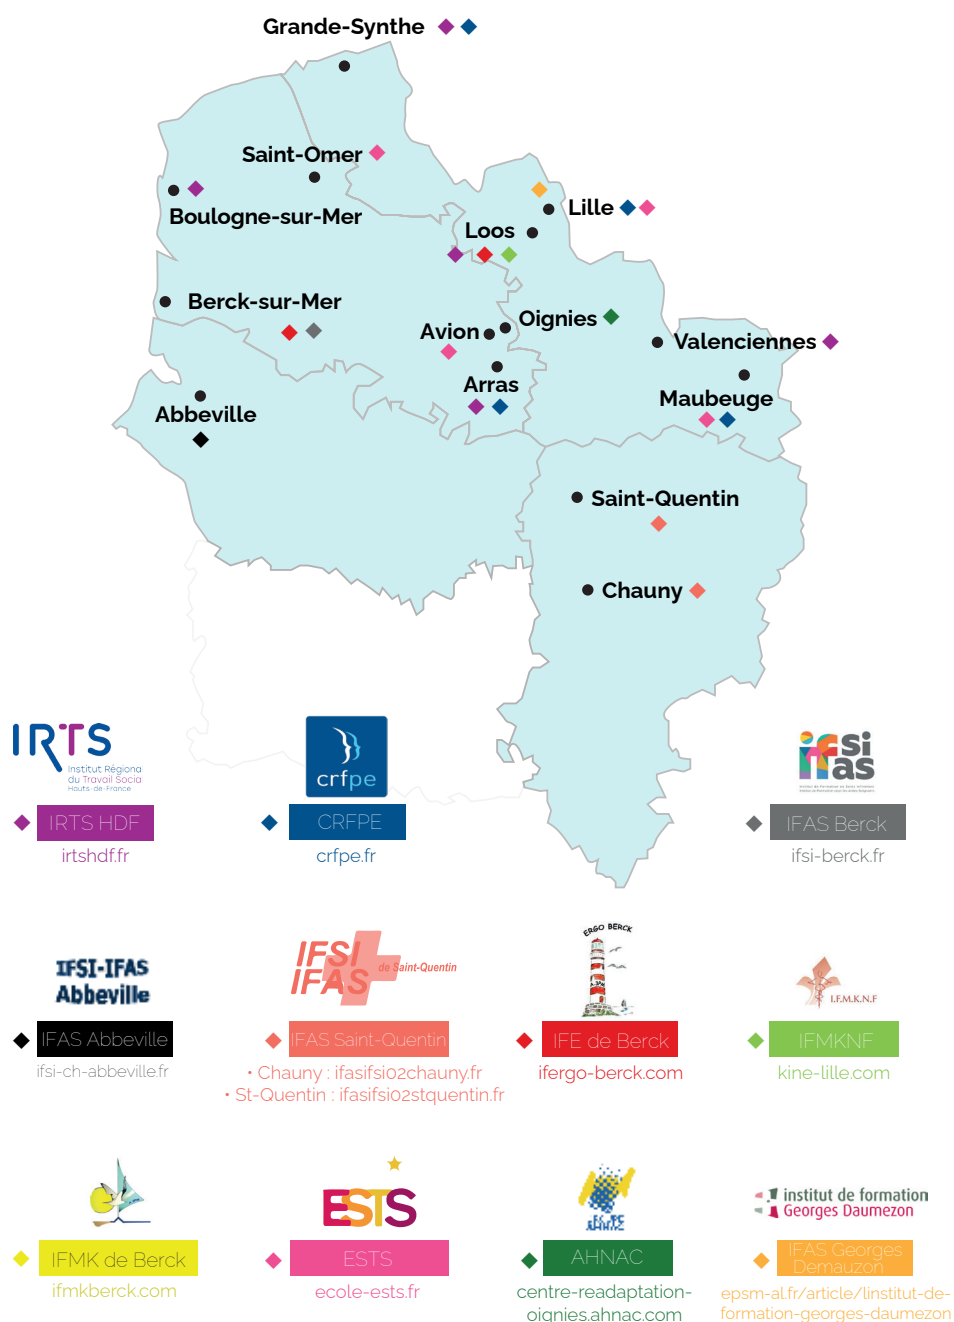 Grande-Synthe
Saint-Omer
Boulogne-sur-Mer
Lille
Loos
Berck-sur-Mer
Avion
Oignies
Valenciennes
Arras
Maubeuge
Abbeville
Saint-Quentin
Chauny
IRTS
Institut Régiona
du Travail Socia
Hauts-de-France
crfpe
ifsi
ifas
IRTS HDF
CRFPE
IFAS Berck
irtshdf.fr
crfpe.fr
ifsi-berck.fr
IFSI-IFAS
Abbeville
IFSI
IFAS
de Saint-Quentin
ERGO BERCK
I.F.M.K.N.F
IFAS Abbeville
IFAS Saint-Quentin
IFE de Berck
IFMKNF
ifsi-ch-abbeville.fr
• Chauny : ifasifsi02chauny.fr
• St-Quentin : ifasifsi02stquentin.fr
ifergo-berck.com
kine-lille.com
ESTS
institut de formation
Georges Daumezon
IFMK de Berck
ESTS
AHNAC
IFAS Georges
Demauzon
ifmkberck.com
ecole-ests.fr
centre-readaptation-
oignies.ahnac.com
epsm-al.fr/article/linstitut-de-
formation-georges-daumezon